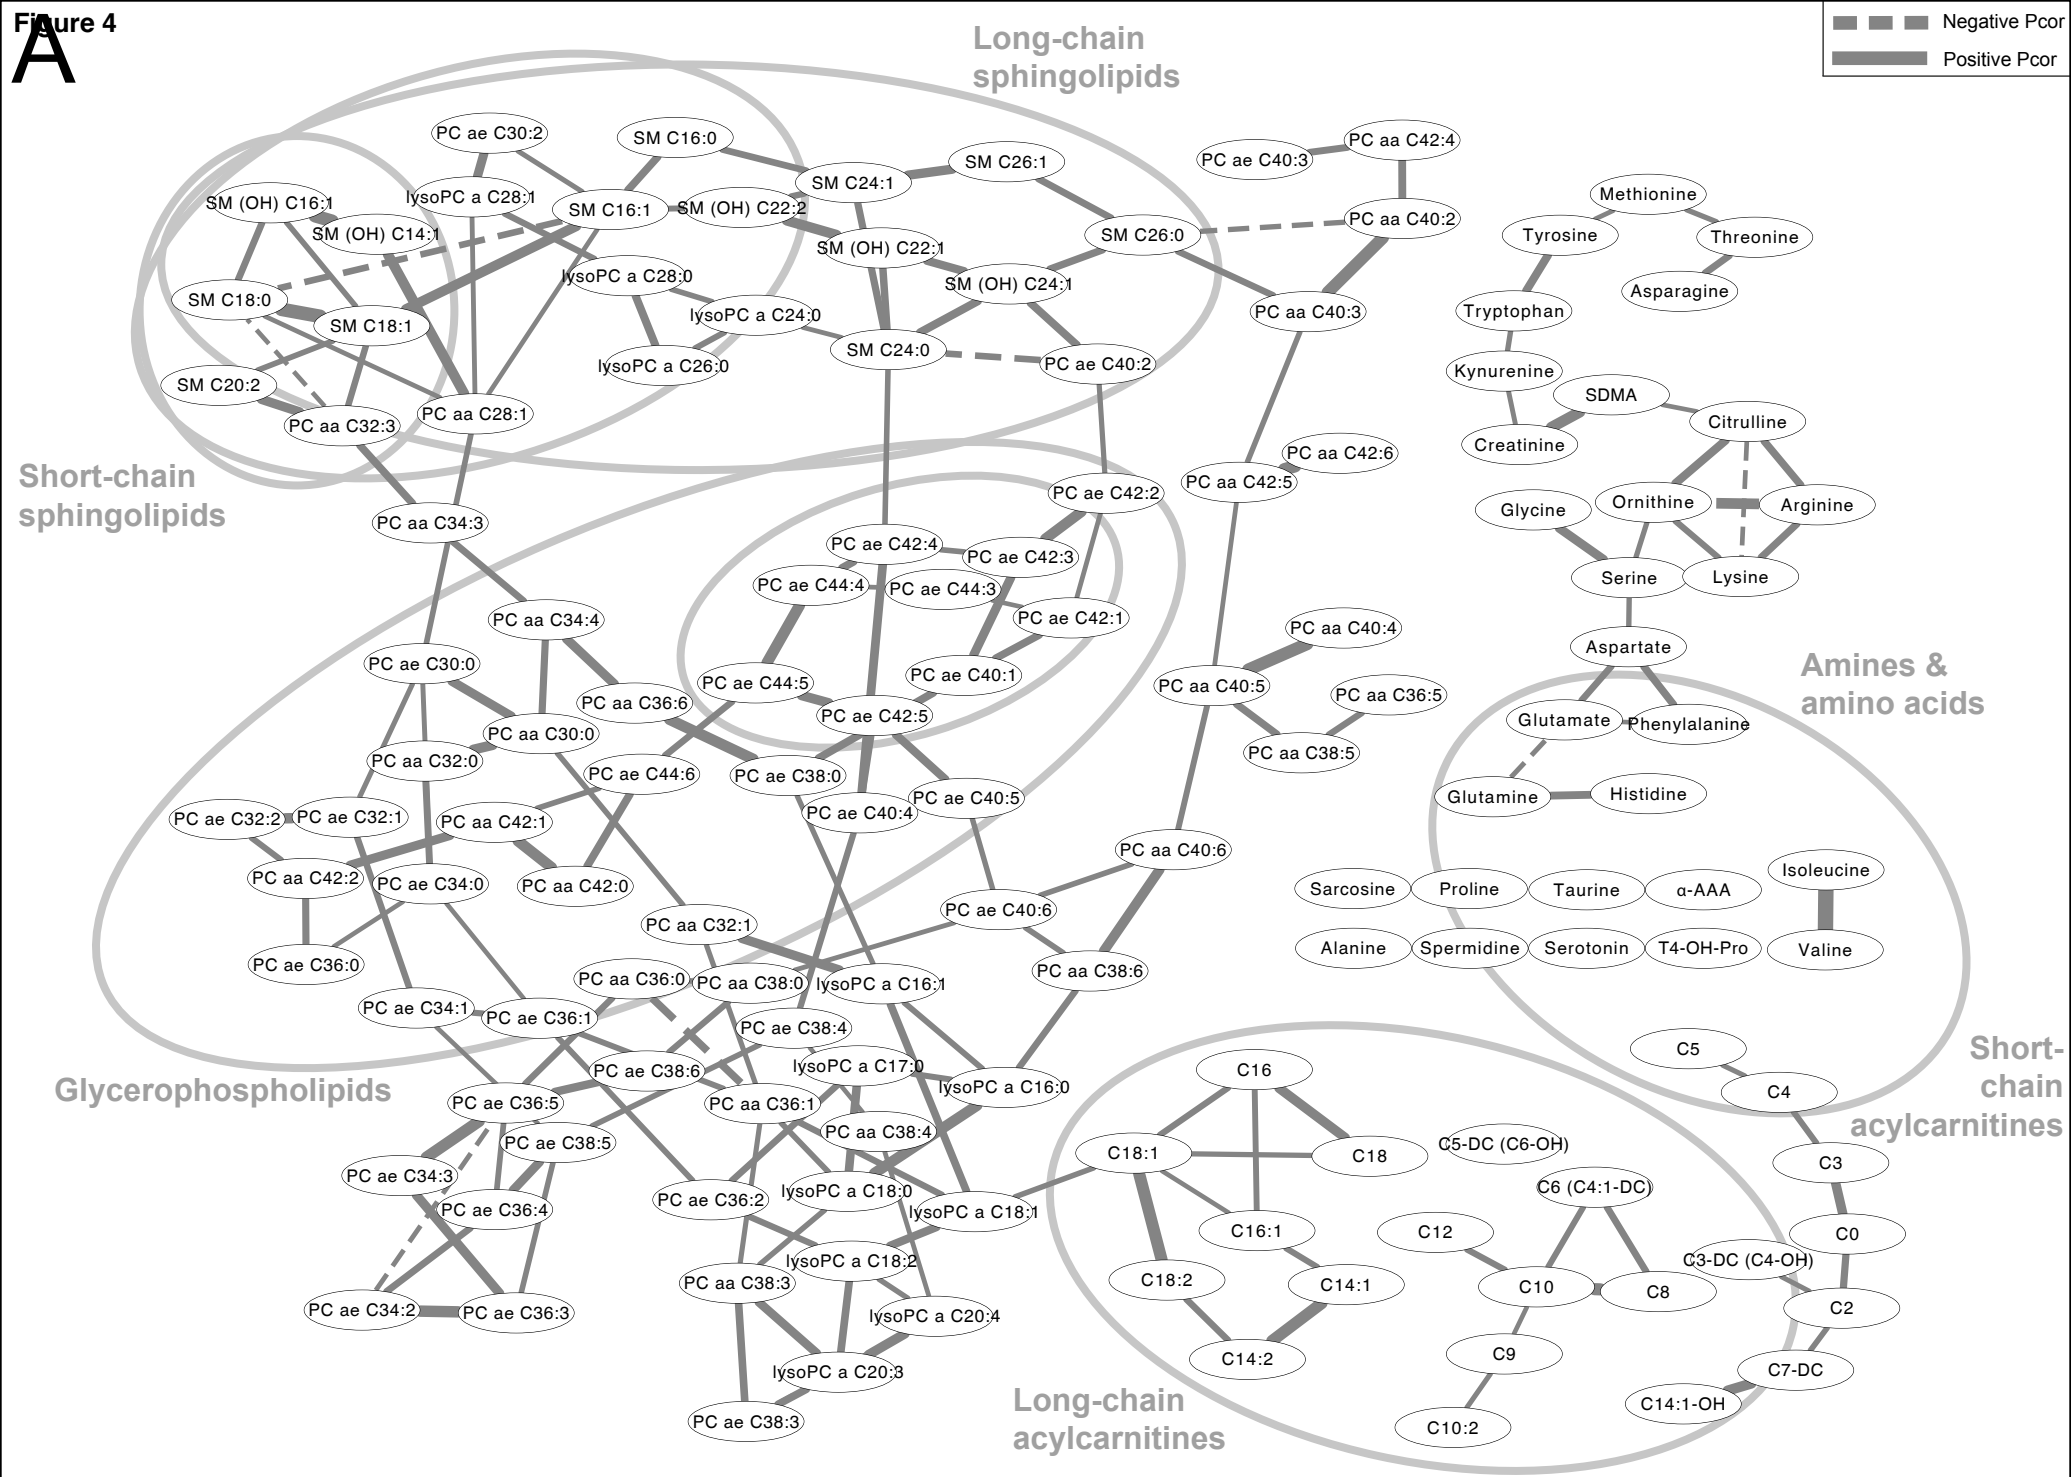 Figure 4
A
Negative Pcor
Positive Pcor
Long-chain
sphingolipids
PC ae C30:2
SM C16:0
PC aa C42:4
PC ae C40:3
SM C26:1
SM C24:1
lysoPC a C28:1
Methionine
SM (OH) C16:1
SM C16:1
SM (OH) C22:2
PC aa C40:2
SM (OH) C14:1
SM C26:0
Tyrosine
Threonine
SM (OH) C22:1
lysoPC a C28:0
SM (OH) C24:1
Asparagine
SM C18:0
lysoPC a C24:0
PC aa C40:3
Tryptophan
SM C18:1
SM C24:0
PC ae C40:2
lysoPC a C26:0
Kynurenine
SM C20:2
SDMA
PC aa C28:1
PC aa C32:3
Citrulline
Creatinine
PC aa C42:6
Short-chain
sphingolipids
PC aa C42:5
PC ae C42:2
Ornithine
Arginine
Glycine
PC aa C34:3
PC ae C42:4
PC ae C42:3
PC ae C44:4
PC ae C44:3
Serine
Lysine
PC aa C34:4
PC ae C42:1
PC aa C40:4
Aspartate
PC ae C30:0
Amines &
amino acids
PC ae C40:1
PC ae C44:5
PC aa C40:5
PC aa C36:5
PC aa C36:6
PC ae C42:5
Glutamate
Phenylalanine
PC aa C30:0
PC aa C38:5
PC aa C32:0
PC ae C44:6
PC ae C38:0
Glutamine
Histidine
PC ae C40:5
PC ae C40:4
PC ae C32:2
PC ae C32:1
PC aa C42:1
PC aa C40:6
PC aa C42:2
PC ae C34:0
PC aa C42:0
Isoleucine
Sarcosine
Proline
Taurine
α-AAA
PC ae C40:6
PC aa C32:1
Alanine
Spermidine
Serotonin
T4-OH-Pro
Valine
PC ae C36:0
PC aa C36:0
PC aa C38:0
lysoPC a C16:1
PC aa C38:6
PC ae C34:1
PC ae C36:1
PC ae C38:4
C5
Short-
chain
acylcarnitines
lysoPC a C17:0
C16
PC ae C38:6
lysoPC a C16:0
Glycerophospholipids
C4
PC ae C36:5
PC aa C36:1
PC aa C38:4
PC ae C38:5
C18:1
C18
C5-DC (C6-OH)
C3
PC ae C34:3
C6 (C4:1-DC)
lysoPC a C18:0
PC ae C36:2
PC ae C36:4
lysoPC a C18:1
C16:1
C12
C0
lysoPC a C18:2
C3-DC (C4-OH)
PC aa C38:3
C18:2
C14:1
C10
C8
C2
PC ae C34:2
PC ae C36:3
lysoPC a C20:4
C14:2
C9
C7-DC
lysoPC a C20:3
C14:1-OH
Long-chain
acylcarnitines
PC ae C38:3
C10:2